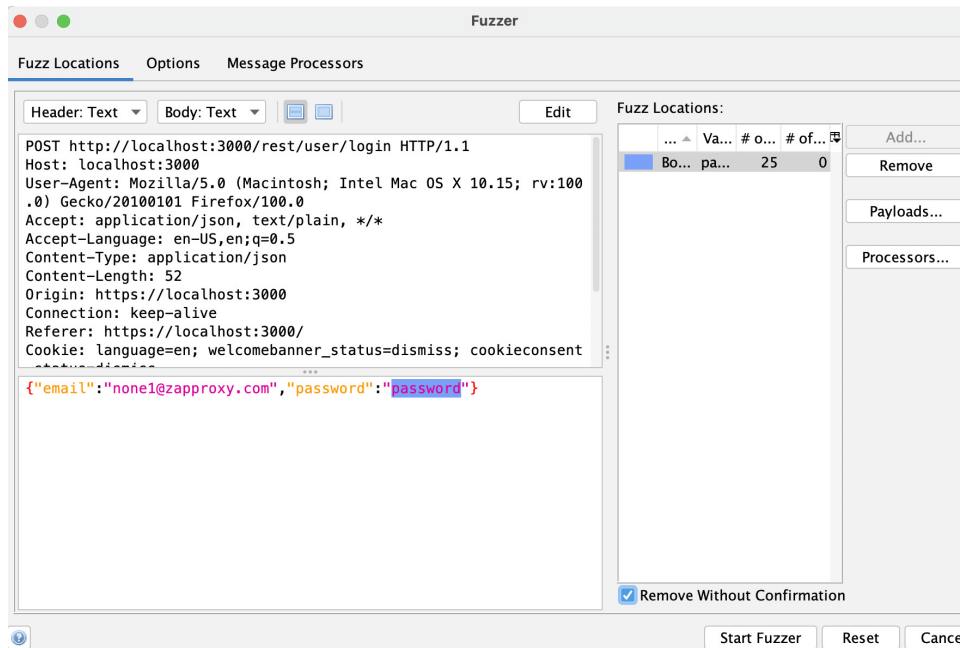 Fuzzer
Fuzz Locations Options Message Processors
Header: Text Body: Text Edit
POST http://localhost:3000/rest/user/login HTTP/1.1
Host: localhost:3000
User-Agent: Mozilla/5.0 (Macintosh; Intel Mac OS X 10.15; rv:100
.0) Gecko/20100101 Firefox/100.0
Accept: application/json, text/plain, */*
Accept-Language: en-US,en;q=0.5
Content-Type: application/json
Content-Length: 52
Origin: https://localhost:3000
Connection: keep-alive
Referer: https://localhost:3000/
Cookie: language=en; welcomebanner_status=dismiss; cookieconsent
_status=dismiss
{"email":"none1@zapproxy.com","password":"password"}
Fuzz Locations:
... Va... # o... # of...
Bo... pa... 25 0
Add...
Remove
Payloads...
Processors...
Remove Without Confirmation
Start Fuzzer Reset Cance